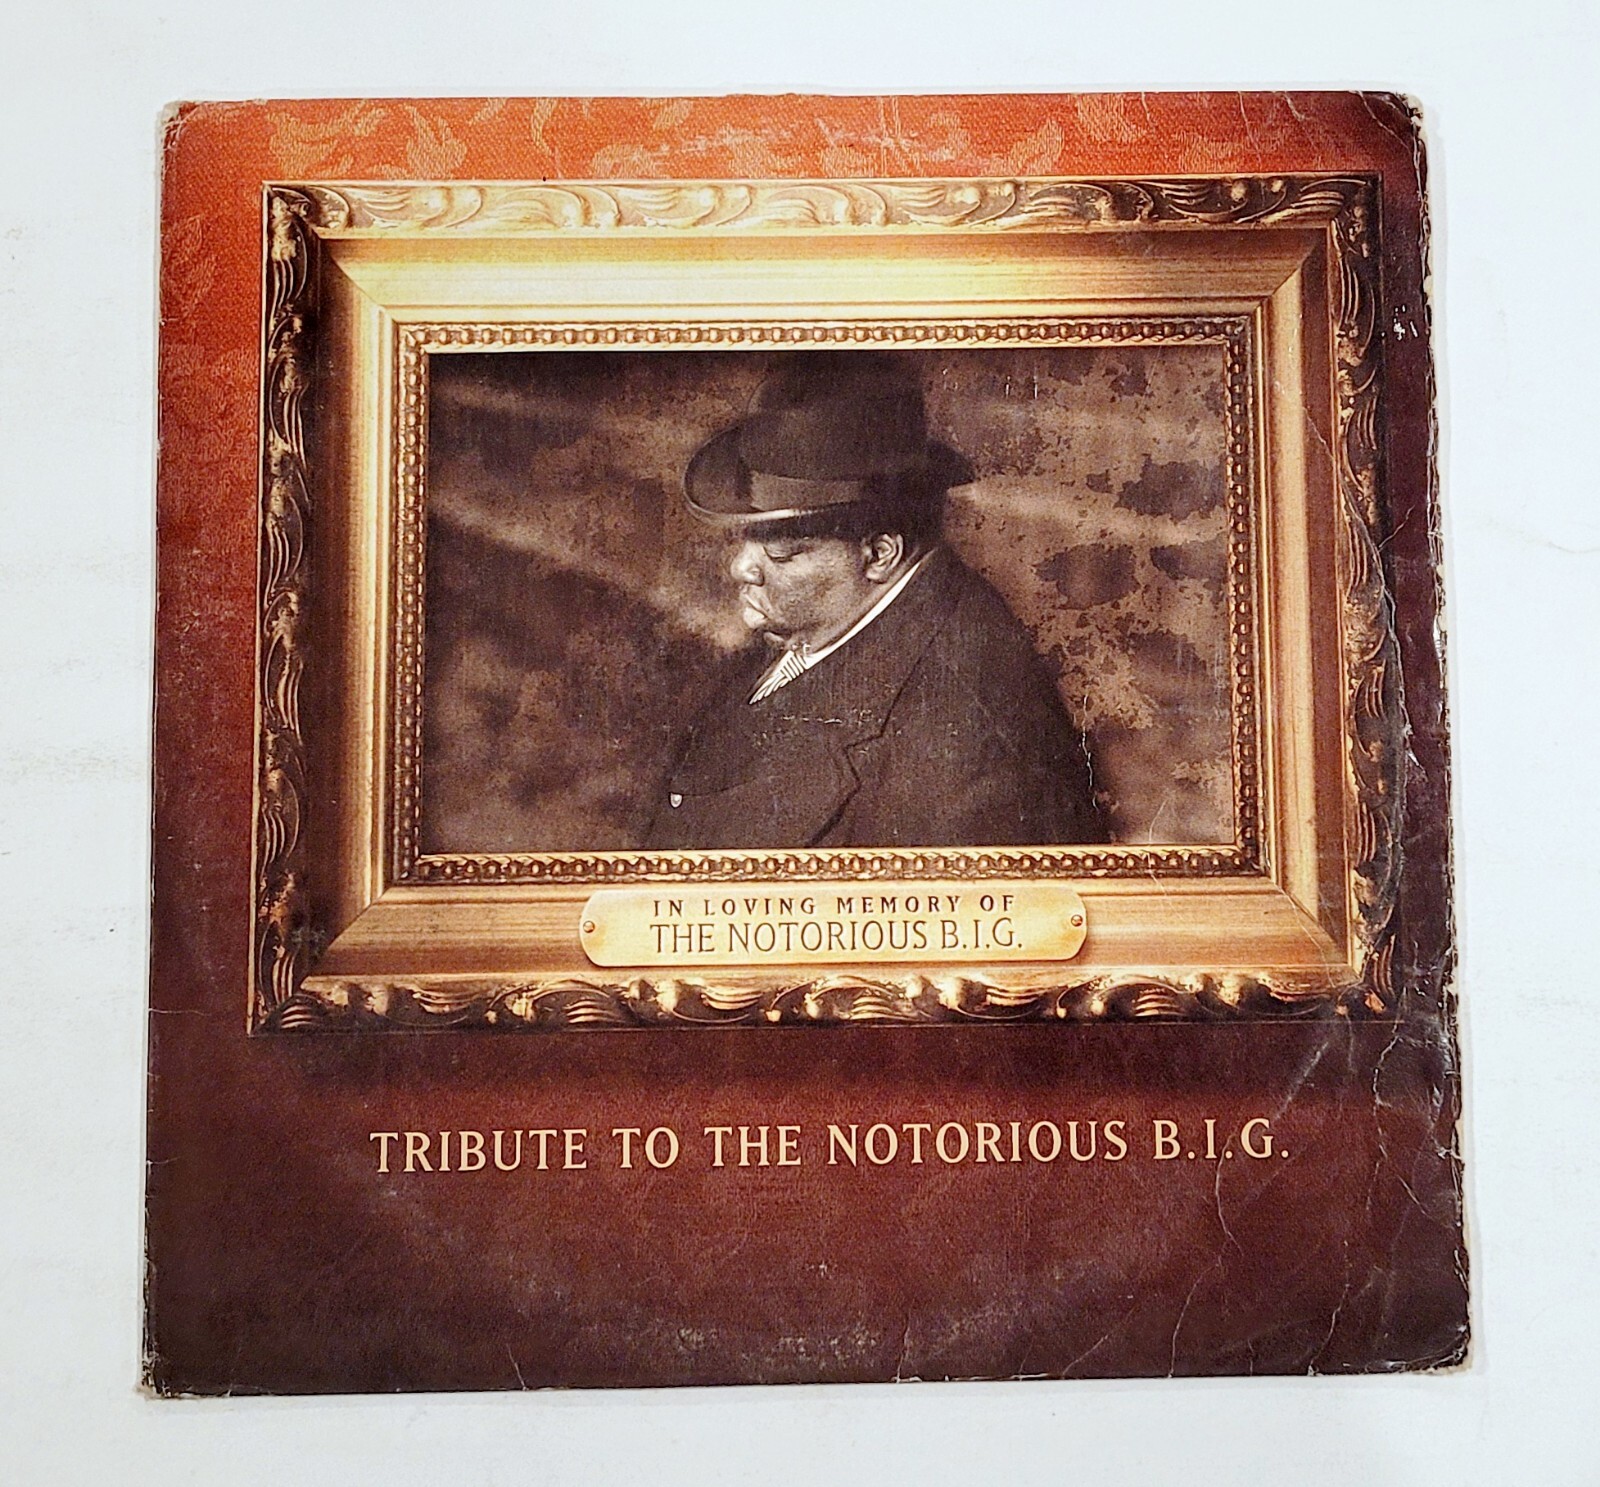 IN LOVING MEMORY OF
THE NOTORIOUS B.I.G.
TRIBUTE TO THE NOTORIOUS B.I.G.